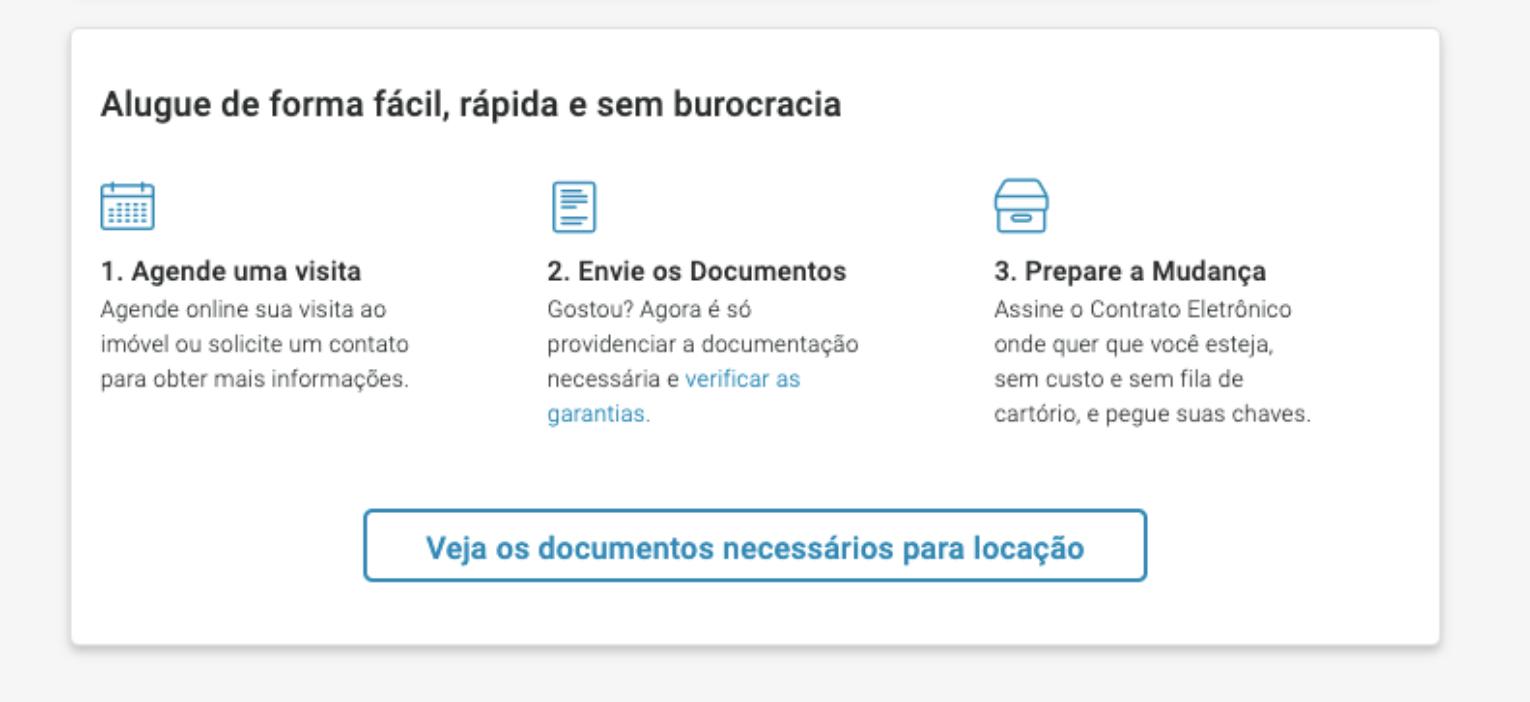 Alugue de forma fácil, rápida e sem burocracia
1. Agende uma visita
Agende online sua visita ao
imóvel ou solicite um contato
para obter mais informações.
2. Envie os Documentos
Gostou? Agora é só
providenciar a documentação
necessária e verificar as
garantias.
3. Prepare a Mudança
Assine o Contrato Eletrônico
onde quer que você esteja,
sem custo e sem fila de
cartório, e pegue suas chaves.
Veja os documentos necessários para locação